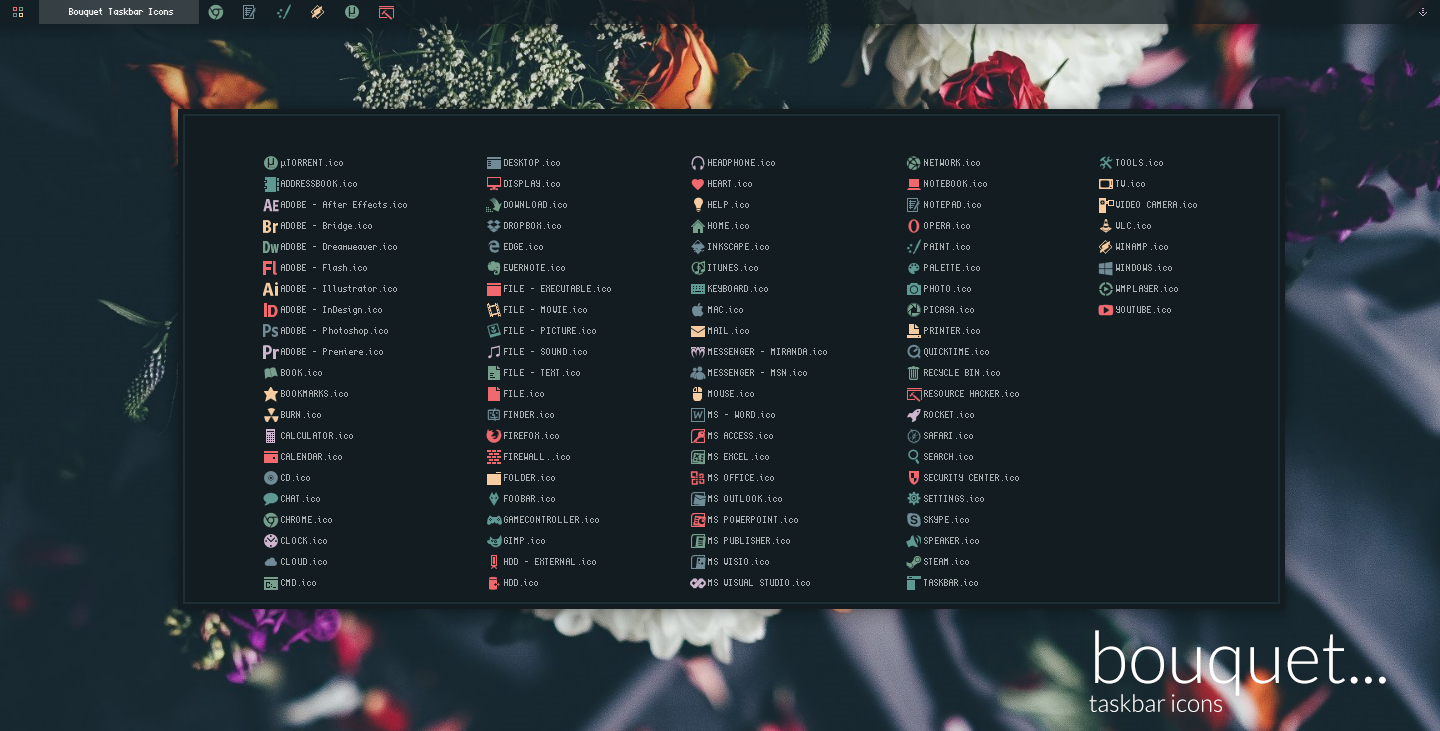 Bouquet Taskbar Icons
µTORRENT.ico
ADDRESSBOOK.ico
ADOBE - After Effects.ico
ADOBE - Bridge.ico
ADOBE - Dreamweaver.ico
ADOBE - Flash.ico
ADOBE - Illustrator.ico
ADOBE - InDesign.ico
ADOBE - Photoshop.ico
ADOBE - Premiere.ico
BOOK.ico
BOOKMARKS.ico
BURN.ico
CALCULATOR.ico
CALENDAR.ico
CD.ico
CHAT.ico
CHROME.ico
CLOCK.ico
CLOUD.ico
CMD.ico
DESKTOP.ico
DISPLAY.ico
DOWNLOAD.ico
DROPBOX.ico
EDGE.ico
EVERNOTE.ico
FILE - EXECUTABLE.ico
FILE - MOVIE.ico
FILE - PICTURE.ico
FILE - SOUND.ico
FILE - TEXT.ico
FILE.ico
FINDER.ico
FIREFOX.ico
FIREWALL..ico
FOLDER.ico
FOOBAR.ico
GAMECONTROLLER.ico
GIMP.ico
HDD - EXTERNAL.ico
HDD.ico
HEADPHONE.ico
HEART.ico
HELP.ico
HOME.ico
INKSCAPE.ico
ITUNES.ico
KEYBOARD.ico
MAC.ico
MAIL.ico
MESSENGER - MIRANDA.ico
MESSENGER - MSN.ico
MOUSE.ico
MS - WORD.ico
MS ACCESS.ico
MS EXCEL.ico
MS OFFICE.ico
MS OUTLOOK.ico
MS POWERPOINT.ico
MS PUBLISHER.ico
MS VISIO.ico
MS VISUAL STUDIO.ico
NETWORK.ico
NOTEBOOK.ico
NOTEPAD.ico
OPERA.ico
PAINT.ico
PALETTE.ico
PHOTO.ico
PICASA.ico
PRINTER.ico
QUICKTIME.ico
RECYCLE BIN.ico
RESOURCE HACKER.ico
ROCKET.ico
SAFARI.ico
SEARCH.ico
SECURITY CENTER.ico
SETTINGS.ico
SKYPE.ico
SPEAKER.ico
STEAM.ico
TASKBAR.ico
TOOLS.ico
TV.ico
VIDEO CAMERA.ico
VLC.ico
WINAMP.ico
WINDOWS.ico
WMPLAYER.ico
YOUTUBE.ico
bouquet...
taskbar icons